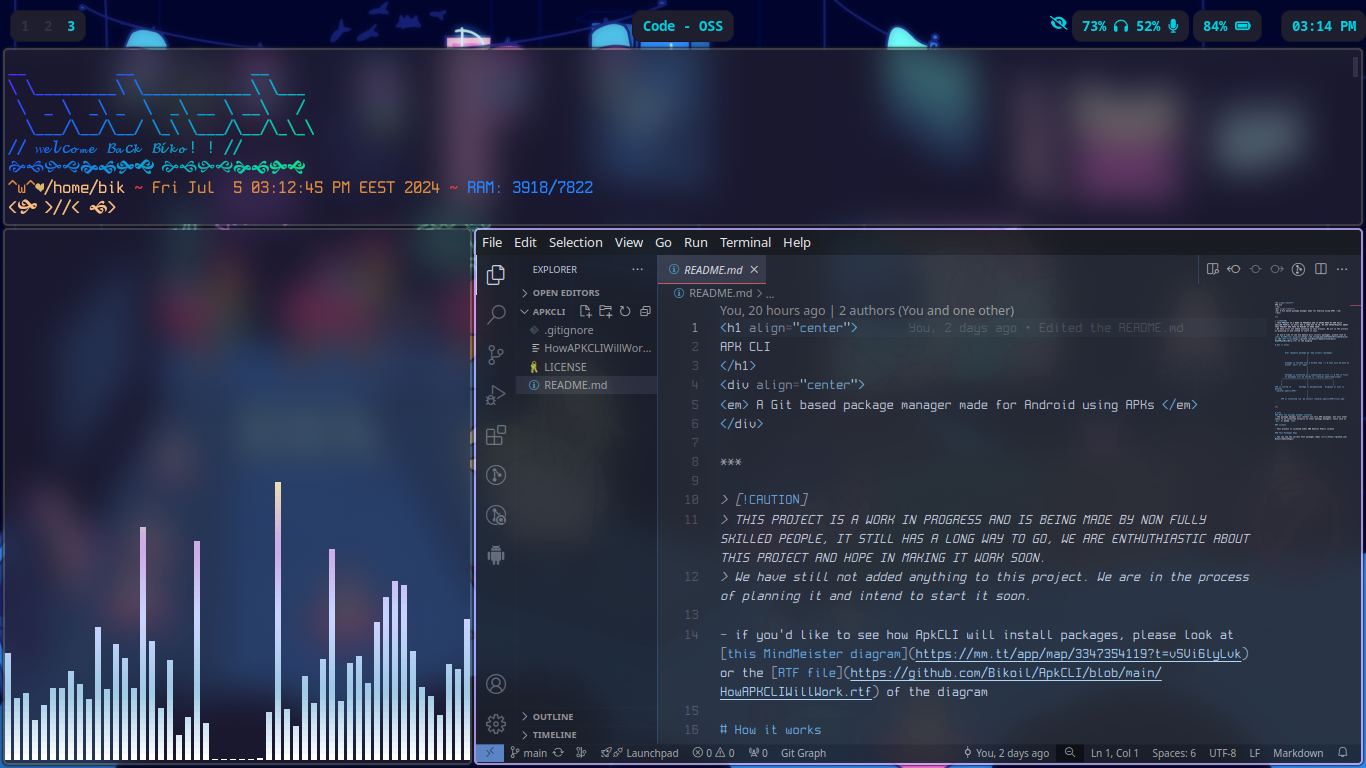 1 2 3
Code - OSS
73% 52%
84%
03:14 PM
// welcome Back Biko! ! //
^w^♥/home/bik ~ Fri Jul  5 03:12:45 PM EEST 2024 ~ RAM: 3918/7822
File Edit Selection View Go Run Terminal Help
EXPLORER ...
OPEN EDITORS
APKCLI
.gitignore
HowAPKCLIWillWor...
LICENSE
README.md
OUTLINE
TIMELINE
README.md
README.md > ...
You, 20 hours ago | 2 authors (You and one other)
1 <h1 align="center"> You, 2 days ago • Edited the README.md
2 APK CLI
3 </h1>
4 <div align="center">
5 <em> A Git based package manager made for Android using APKs </em>
6 </div>
7
8 ***
9
10 > [!CAUTION]
11 > THIS PROJECT IS A WORK IN PROGRESS AND IS BEING MADE BY NON FULLY
SKILLED PEOPLE, IT STILL HAS A LONG WAY TO GO, WE ARE ENTHUTHIASTIC ABOUT
THIS PROJECT AND HOPE IN MAKING IT WORK SOON.
12 > We have still not added anything to this project. We are in the process
of planning it and intend to start it soon.
13
14 - if you'd like to see how ApkCLI will install packages, please look at
[this MindMeister diagram](https://mm.tt/app/map/3347354119?t=v5Vi6lyLvk)
or the [RTF file](https://github.com/Bikoil/ApkCLI/blob/main/
HowAPKCLIWillWork.rtf) of the diagram
15
16 # How it works
main Launchpad 0 0 0 Git Graph You, 2 days ago Ln 1, Col 1 Spaces: 6 UTF-8 LF Markdown